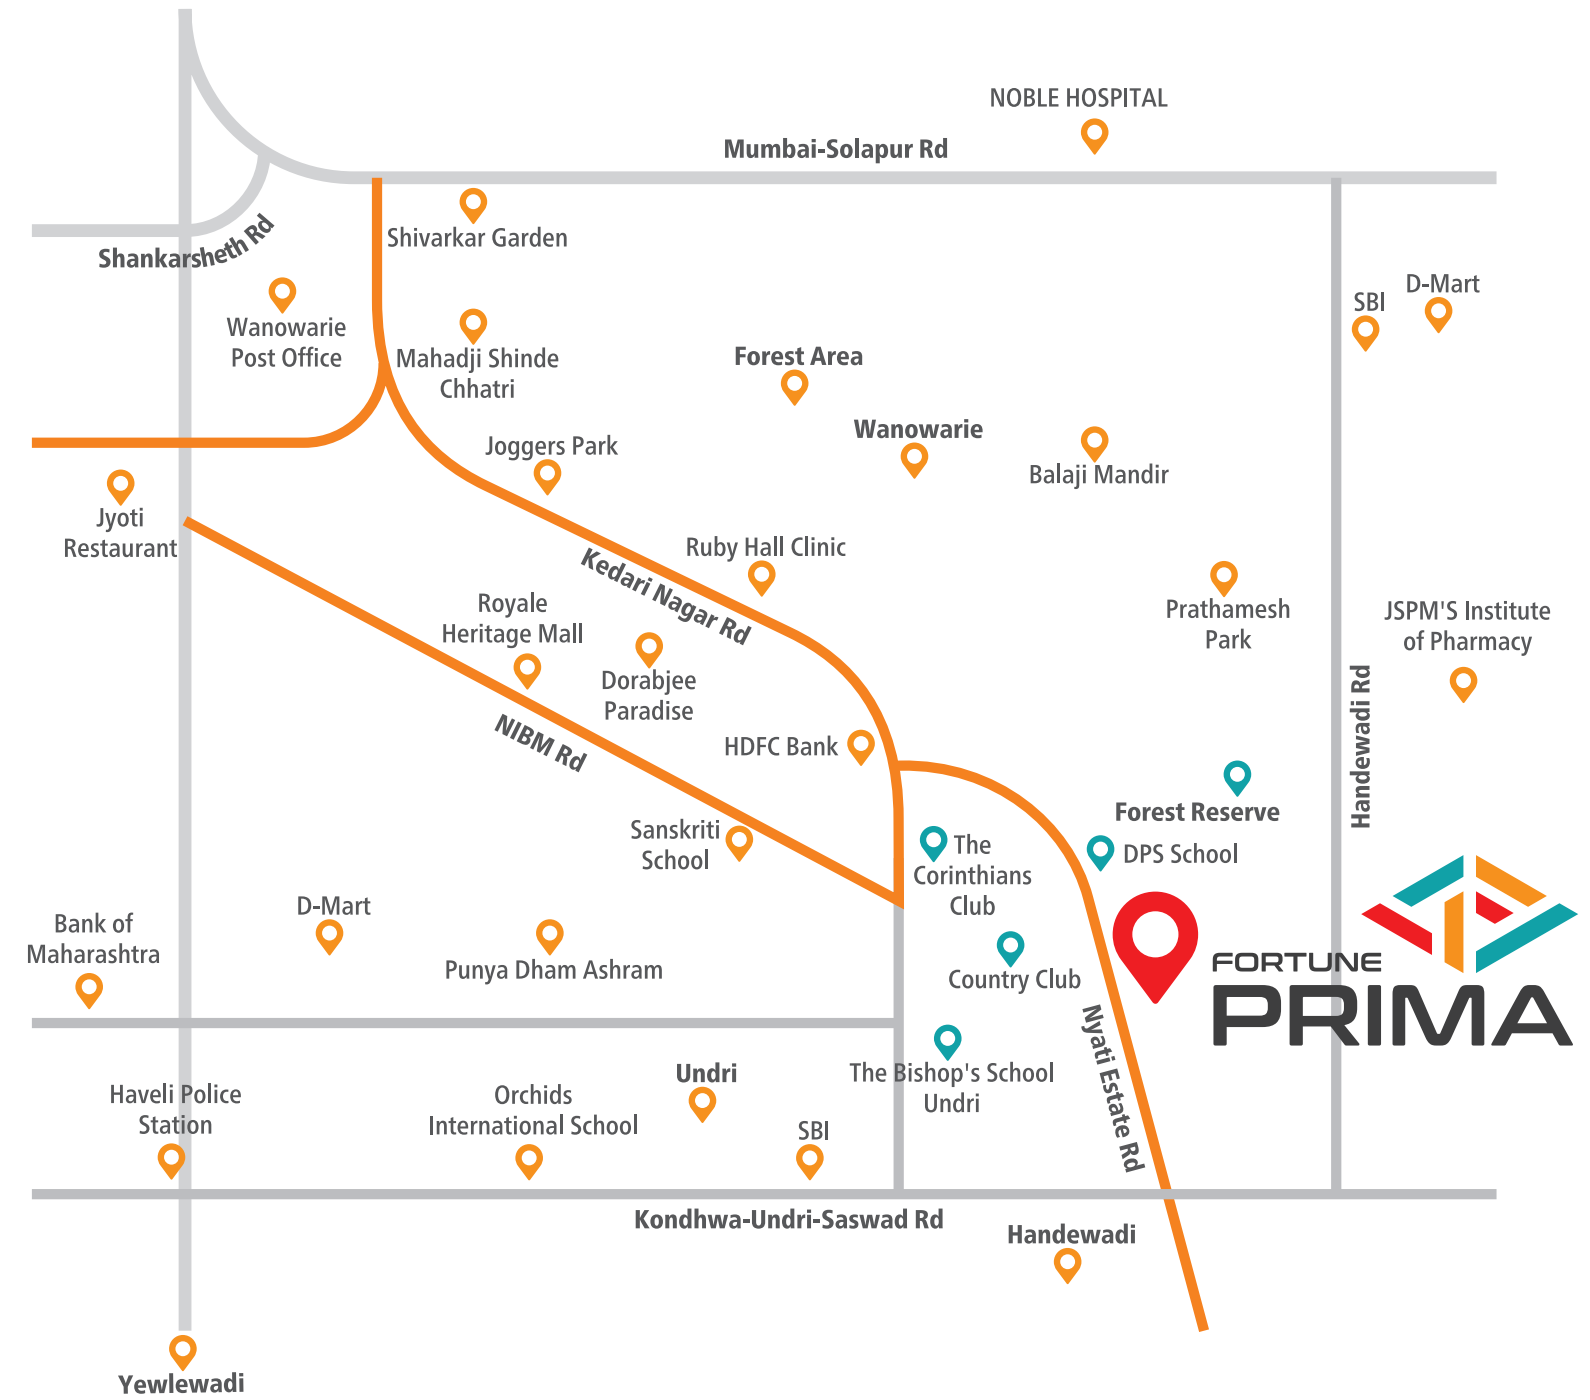 NOBLE HOSPITAL
Mumbai-Solapur Rd
Shivarkar Garden
Shankarsheth Rd
Wanowarie
Post Office
Mahadji Shinde
Chhatri
Forest Area
SBI
D-Mart
Joggers Park
Wanowarie
Balaji Mandir
Jyoti
Restaurant
Kedari Nagar Rd
Ruby Hall Clinic
Royale
Heritage Mall
Dorabjee
Paradise
Prathamesh
Park
JSPM'S Institute
of Pharmacy
NIBM Rd
HDFC Bank
Handewadi Rd
Forest Reserve
Sanskriti
School
The
Corinthians
Club
DPS School
Bank of
Maharashtra
D-Mart
Punya Dham Ashram
Country Club
FORTUNE
PRIMA
Nyati Estate Rd
The Bishop's School
Undri
Haveli Police
Station
Orchids
International School
Undri
SBI
Kondhwa-Undri-Saswad Rd
Handewadi
Yewlewadi